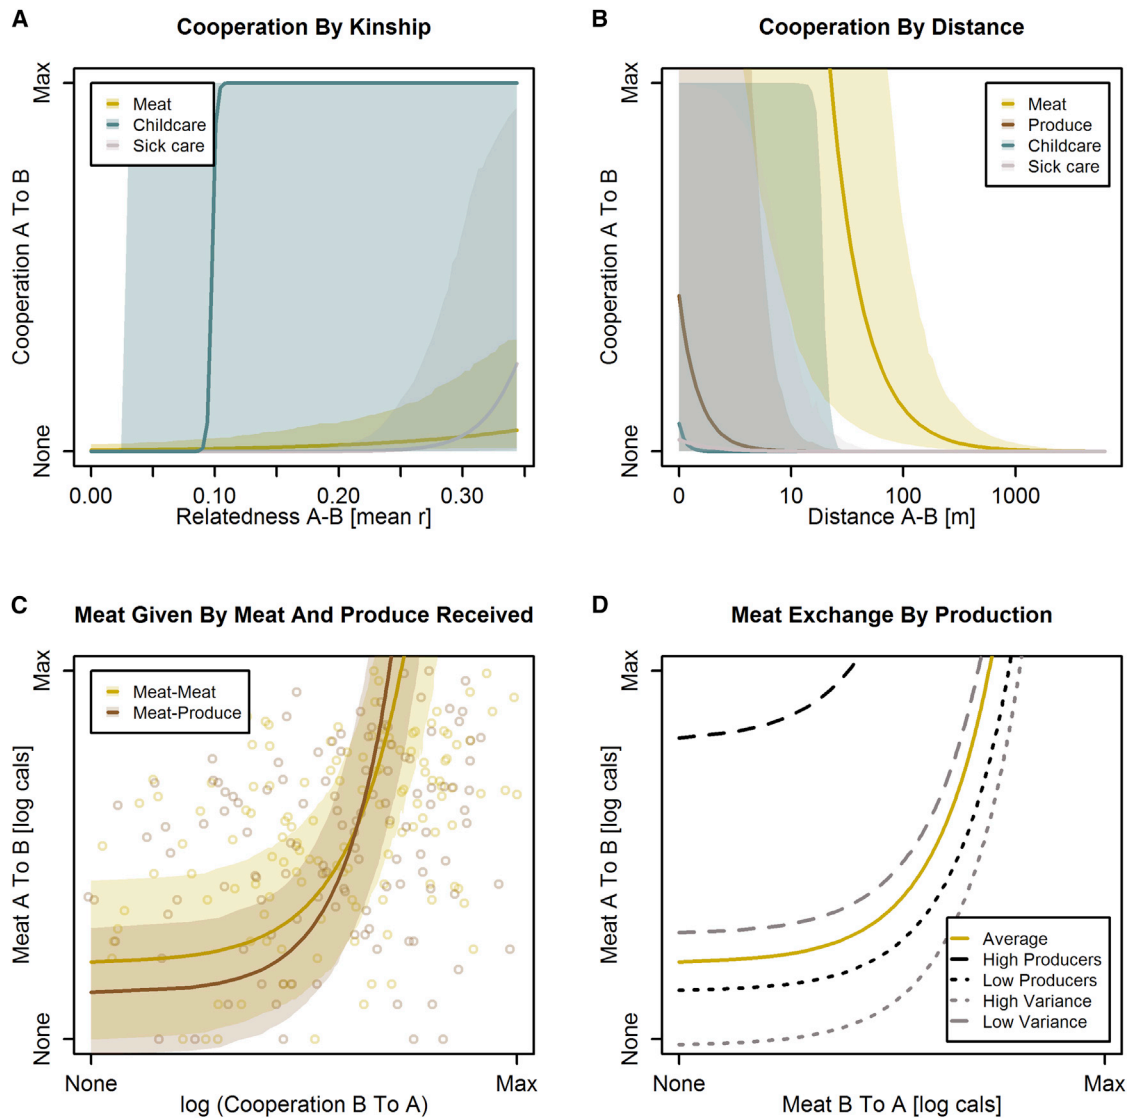 A
Cooperation By Kinship
Max
None
Cooperation A To B
Meat
Childcare
Sick care
0.00 0.10 0.20 0.30
Relatedness A-B [mean r]
B
Cooperation By Distance
Max
None
Cooperation A To B
Meat
Produce
Childcare
Sick care
0 10 100 1000
Distance A-B [m]
C
Meat Given By Meat And Produce Received
Max
None
Meat A To B [log cals]
Meat-Meat
Meat-Produce
None Max
log (Cooperation B To A)
D
Meat Exchange By Production
Max
None
Meat A To B [log cals]
Average
High Producers
Low Producers
High Variance
Low Variance
None Max
Meat B To A [log cals]